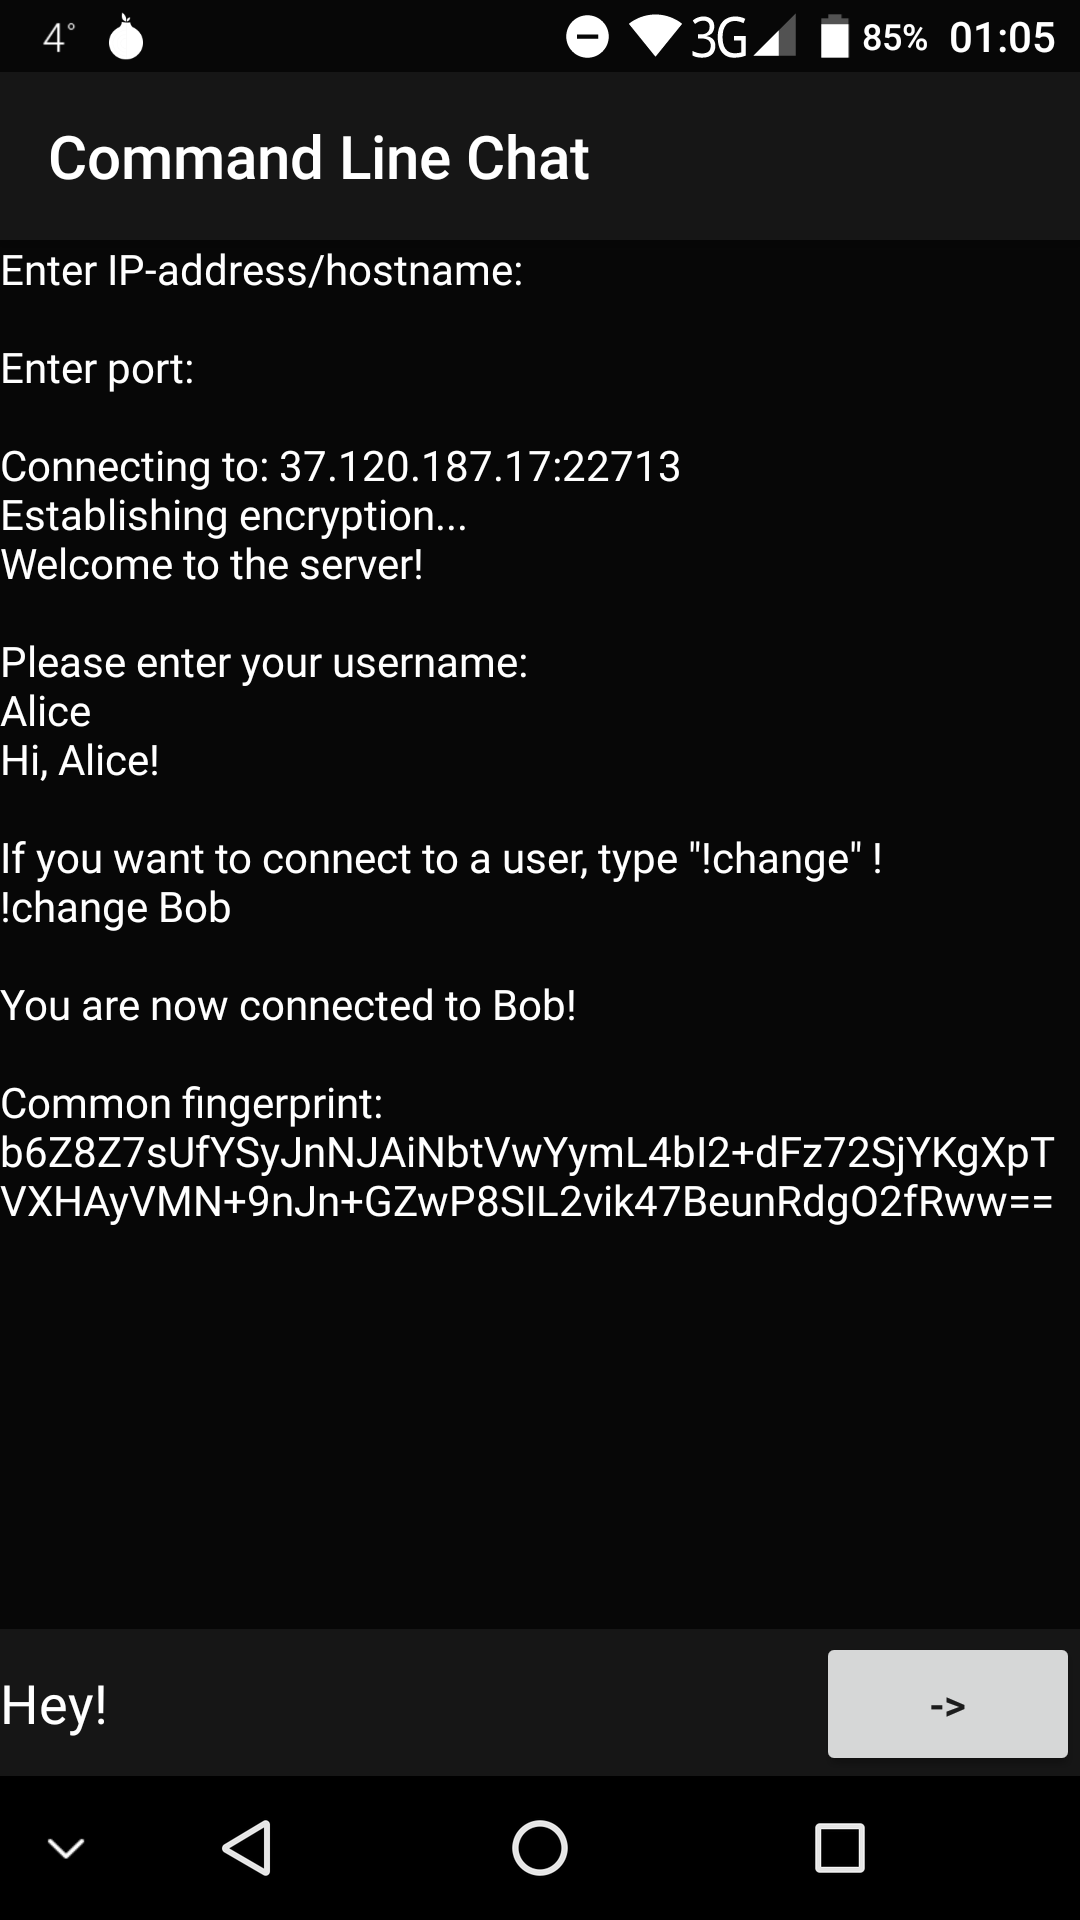 4°
3G 85% 01:05
Command Line Chat
Enter IP-address/hostname:
Enter port:
Connecting to: 37.120.187.17:22713
Establishing encryption...
Welcome to the server!
Please enter your username:
Alice
Hi, Alice!
If you want to connect to a user, type "!change" !
!change Bob
You are now connected to Bob!
Common fingerprint:
b6Z8Z7sUfYSyJnNJAiNbtVwYymL4bI2+dFz72SjYKgXpT
VXHAyVMN+9nJn+GZwP8SIL2vik47BeunRdgO2fRww==
Hey!
->